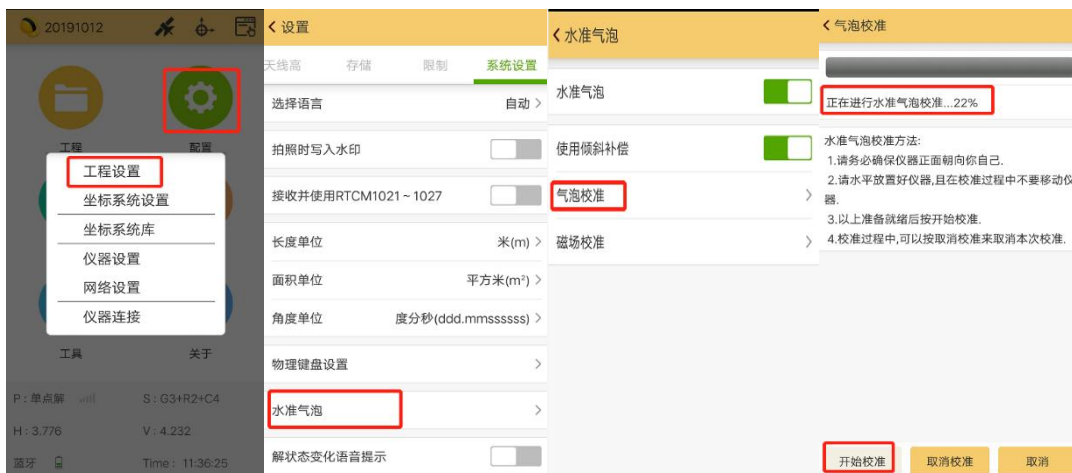 20191012
工程
配置
工程设置
坐标系统设置
坐标系统库
仪器设置
网络设置
仪器连接
工具
关于
P : 单点解
S : G3+R2+C4
H : 3.776
V : 4.232
蓝牙
Time : 11:36:25
设置
天线高
存储
限制
系统设置
选择语言
自动
拍照时写入水印
接收并使用RTCM1021 ~ 1027
长度单位
米(m)
面积单位
平方米(m²)
角度单位
度分秒(ddd.mmssssss)
物理键盘设置
水准气泡
解状态变化语音提示
水准气泡
水准气泡
使用倾斜补偿
气泡校准
磁场校准
气泡校准
正在进行水准气泡校准...22%
水准气泡校准方法:
1.请务必确保仪器正面朝向你自己.
2.请水平放置好仪器,且在校准过程中不要移动仪
器.
3.以上准备就绪后按开始校准.
4.校准过程中,可以按取消校准来取消本次校准.
开始校准
取消校准
取消